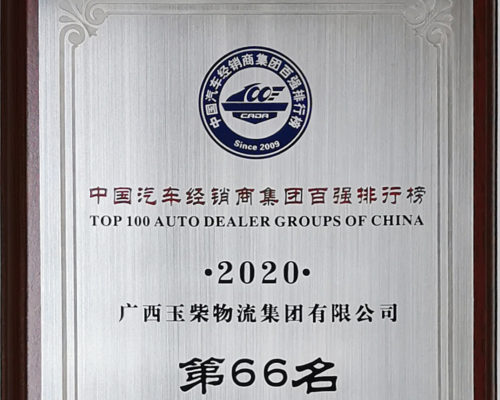 中国汽车经销商集团百强排行榜
CADA
Since 2009
中国汽车经销商集团百强排行榜
TOP 100 AUTO DEALER GROUPS OF CHINA
·2020·
广西玉柴物流集团有限公司
第66名